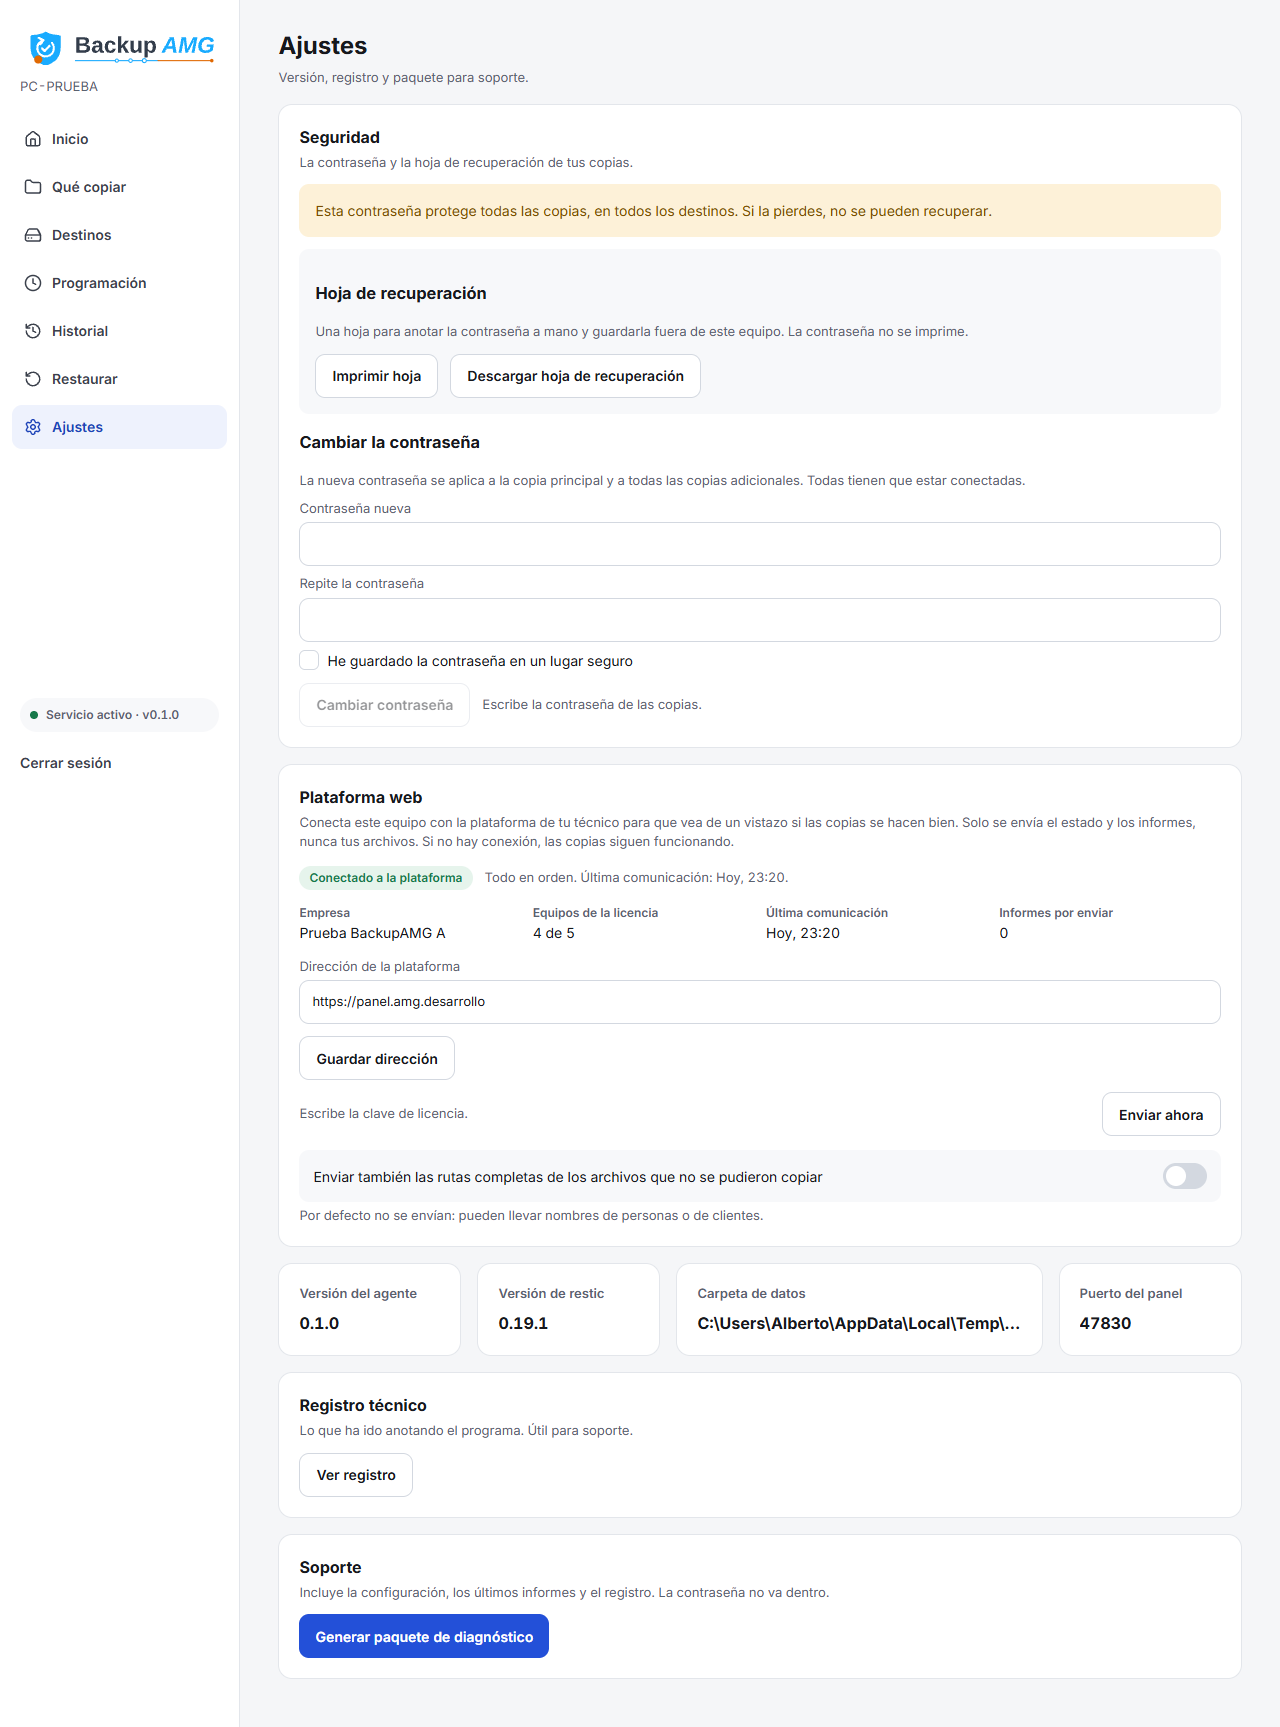 Backup AMG
PC-PRUEBA
Inicio
Qué copiar
Destinos
Programación
Historial
Restaurar
Ajustes
Servicio activo · v0.1.0
Cerrar sesión
Ajustes
Versión, registro y paquete para soporte.
Seguridad
La contraseña y la hoja de recuperación de tus copias.
Esta contraseña protege todas las copias, en todos los destinos. Si la pierdes, no se pueden recuperar.
Hoja de recuperación
Una hoja para anotar la contraseña a mano y guardarla fuera de este equipo. La contraseña no se imprime.
Imprimir hoja
Descargar hoja de recuperación
Cambiar la contraseña
La nueva contraseña se aplica a la copia principal y a todas las copias adicionales. Todas tienen que estar conectadas.
Contraseña nueva
Repite la contraseña
He guardado la contraseña en un lugar seguro
Cambiar contraseña
Escribe la contraseña de las copias.
Plataforma web
Conecta este equipo con la plataforma de tu técnico para que vea de un vistazo si las copias se hacen bien. Solo se envía el estado y los informes,
nunca tus archivos. Si no hay conexión, las copias siguen funcionando.
Conectado a la plataforma
Todo en orden. Última comunicación: Hoy, 23:20.
Empresa
Prueba BackupAMG A
Equipos de la licencia
4 de 5
Última comunicación
Hoy, 23:20
Informes por enviar
0
Dirección de la plataforma
https://panel.amg.desarrollo
Guardar dirección
Escribe la clave de licencia.
Enviar ahora
Enviar también las rutas completas de los archivos que no se pudieron copiar
Por defecto no se envían: pueden llevar nombres de personas o de clientes.
Versión del agente
0.1.0
Versión de restic
0.19.1
Carpeta de datos
C:\Users\Alberto\AppData\Local\Temp\...
Puerto del panel
47830
Registro técnico
Lo que ha ido anotando el programa. Útil para soporte.
Ver registro
Soporte
Incluye la configuración, los últimos informes y el registro. La contraseña no va dentro.
Generar paquete de diagnóstico